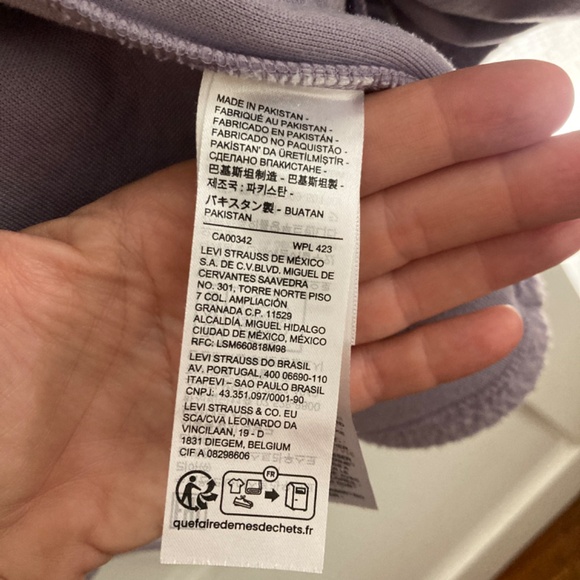 MADE IN PAKISTAN -
FABRIQUÉ AU PAKISTAN -
FABRICADO EN PAKISTÁN -
FABRICADO NO PAQUISTÃO -
PAKİSTAN' DA ÜRETİLMİŞTİR -
СДЕЛАНО ВПАКИСТАНЕ -
巴基斯坦制造 - 巴基斯坦製 -
제조국 : 파키스탄 -
パキスタン製 - BUATAN
PAKISTAN
CA00342 WPL 423
LEVI STRAUSS DE MÉXICO
S.A. DE C.V.BLVD. MIGUEL DE
CERVANTES SAAVEDRA
NO. 301, TORRE NORTE PISO
7 COL. AMPLIACIÓN
GRANADA C.P. 11529
ALCALDÍA. MIGUEL HIDALGO
CIUDAD DE MÉXICO, MÉXICO
RFC: LSM660818M98
LEVI STRAUSS DO BRASIL
AV. PORTUGAL, 400 06690-110
ITAPEVI – SAO PAULO BRASIL
CNPJ: 43.351.097/0001-90
LEVI STRAUSS & CO. EU
SCA/CVA LEONARDO DA
VINCILAAN, 19 - D
1831 DIEGEM, BELGIUM
CIF A 08298606
FR
quefairedemesdechets.fr